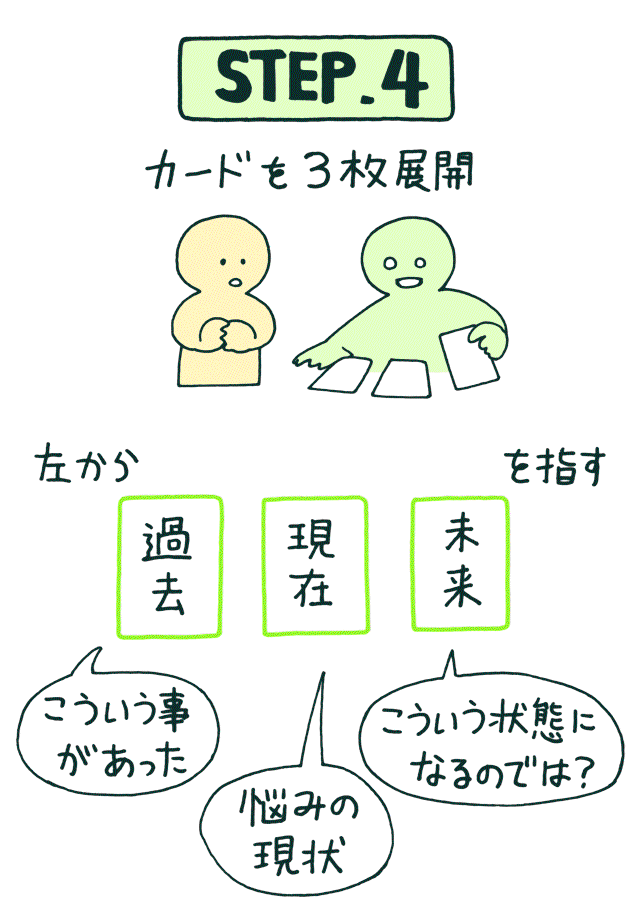 STEP.4
カードを3枚展開
左から
を指す
過去
現在
未来
こういう事
があった
悩みの
現状
こういう状態に
なるのでは?